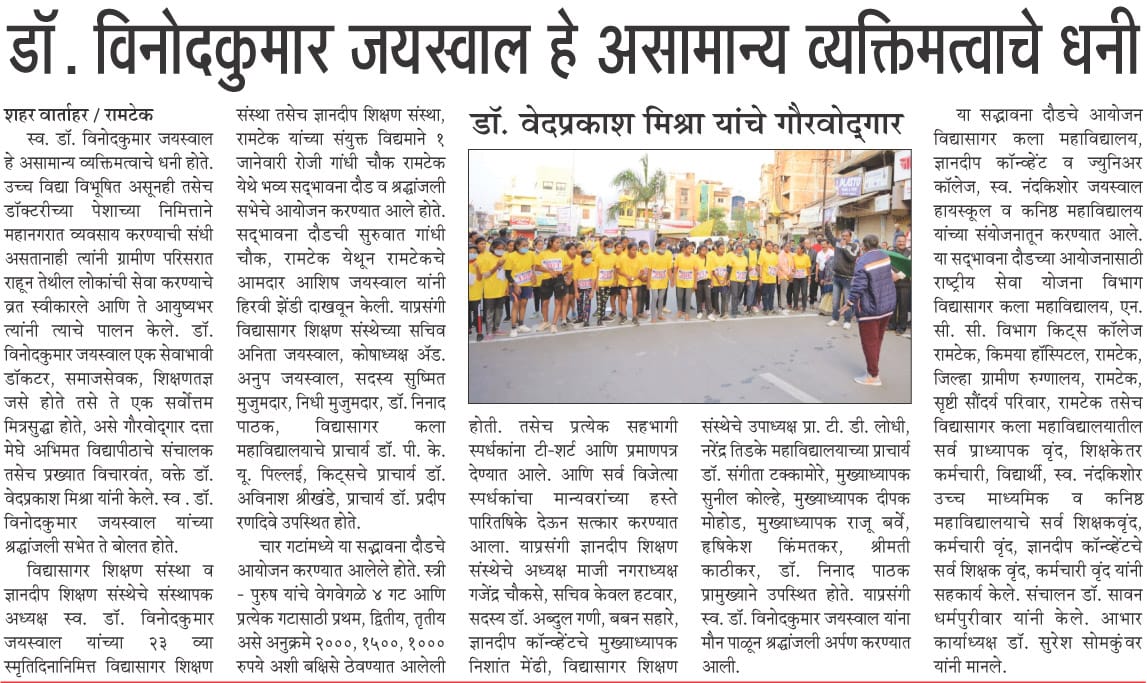 डॉ. विनोदकुमार जयस्वाल हे असामान्य व्यक्तिमत्वाचे धनी
शहर वार्ताहर / रामटेक
स्व. डॉ. विनोदकुमार जयस्वाल
हे असामान्य व्यक्तिमत्वाचे धनी होते.
उच्च विद्या विभूषित असूनही तसेच
डॉक्टरीच्या पेशाच्या निमित्ताने
महानगरात व्यवसाय करण्याची संधी
असतानाही त्यांनी ग्रामीण परिसरात
राहून तेथील लोकांची सेवा करण्याचे
व्रत स्वीकारले आणि ते आयुष्यभर
त्यांनी त्याचे पालन केले. डॉ.
विनोदकुमार जयस्वाल एक सेवाभावी
डॉकटर, समाजसेवक, शिक्षणतज्ञ
जसे होते तसे ते एक सर्वोत्तम
मित्रसुद्धा होते, असे गौरवोद्गार दत्ता
मेघे अभिमत विद्यापीठाचे संचालक
तसेच प्रख्यात विचारवंत, वक्ते डॉ.
वेदप्रकाश मिश्रा यांनी केले. स्व . डॉ.
विनोदकुमार जयस्वाल यांच्या
श्रद्धांजली सभेत ते बोलत होते.
विद्यासागर शिक्षण संस्था व
ज्ञानदीप शिक्षण संस्थेचे संस्थापक
अध्यक्ष स्व. डॉ. विनोदकुमार
जयस्वाल यांच्या २३ व्या
स्मृतिदिनानिमित्त विद्यासागर शिक्षण
संस्था तसेच ज्ञानदीप शिक्षण संस्था,
रामटेक यांच्या संयुक्त विद्यमाने १
जानेवारी रोजी गांधी चौक रामटेक
येथे भव्य सद्भावना दौड व श्रद्धांजली
सभेचे आयोजन करण्यात आले होते.
सद्भावना दौडची सुरुवात गांधी
चौक, रामटेक येथून रामटेकचे
आमदार आशिष जयस्वाल यांनी
हिरवी झेंडी दाखवून केली. याप्रसंगी
विद्यासागर शिक्षण संस्थेच्या सचिव
अनिता जयस्वाल, कोषाध्यक्ष ॲड.
अनुप जयस्वाल, सदस्य सुष्मित
मुजुमदार, निधी मुजुमदार, डॉ. निनाद
पाठक, विद्यासागर कला
महाविद्यालयाचे प्राचार्य डॉ. पी. के.
यू. पिल्लई, किट्सचे प्राचार्य डॉ.
अविनाश श्रीखंडे, प्राचार्य डॉ. प्रदीप
रणदिवे उपस्थित होते.
चार गटांमध्ये या सद्भावना दौडचे
आयोजन करण्यात आलेले होते. स्त्री
- पुरुष यांचे वेगवेगळे ४ गट आणि
प्रत्येक गटासाठी प्रथम, द्वितीय, तृतीय
असे अनुक्रमे २०००, १५००, १०००
रुपये अशी बक्षिसे ठेवण्यात आलेली
डॉ. वेदप्रकाश मिश्रा यांचे गौरवोद्गार
होती. तसेच प्रत्येक सहभागी
स्पर्धकांना टी-शर्ट आणि प्रमाणपत्र
देण्यात आले. आणि सर्व विजेत्या
स्पर्धकांचा मान्यवरांच्या हस्ते
पारितषिके देऊन सत्कार करण्यात
आला. याप्रसंगी ज्ञानदीप शिक्षण
संस्थेचे अध्यक्ष माजी नगराध्यक्ष
गजेंद्र चौकसे, सचिव केवल हटवार,
सदस्य डॉ. अब्दुल गणी, बबन सहारे,
ज्ञानदीप कॉन्व्हेंटचे मुख्याध्यापक
निशांत मेंढी, विद्यासागर शिक्षण
संस्थेचे उपाध्यक्ष प्रा. टी. डी. लोधी,
नरेंद्र तिडके महाविद्यालयाचे प्राचार्य
डॉ. संगीता टक्कामोरे, मुख्याध्यापक
सुनील कोल्हे, मुख्याध्यापक दीपक
मोहोड, मुख्याध्यापक राजू बर्वे,
हृषिकेश किंमतकर, श्रीमती
काठीकर, डॉ. निनाद पाठक
प्रामुख्याने उपस्थित होते. याप्रसंगी
स्व. डॉ. विनोदकुमार जयस्वाल यांना
मौन पाळून श्रद्धांजली अर्पण करण्यात
आली.
या सद्भावना दौडचे आयोजन
विद्यासागर कला महाविद्यालय,
ज्ञानदीप कॉन्व्हेंट व ज्युनिअर
कॉलेज, स्व. नंदकिशोर जयस्वाल
हायस्कूल व कनिष्ठ महाविद्यालय
यांच्या संयोजनातून करण्यात आले.
या सद्भावना दौडच्या आयोजनासाठी
राष्ट्रीय सेवा योजना विभाग
विद्यासागर कला महाविद्यालय, एन.
सी. सी. विभाग किट्स कॉलेज
रामटेक, किमया हॉस्पिटल, रामटेक,
जिल्हा ग्रामीण रुग्णालय, रामटेक,
सृष्टी सौंदर्य परिवार, रामटेक तसेच
विद्यासागर कला महाविद्यालयातील
सर्व प्राध्यापक वृंद, शिक्षकेतर
कर्मचारी, विद्यार्थी, स्व. नंदकिशोर
उच्च माध्यमिक व कनिष्ठ
महाविद्यालयाचे सर्व शिक्षकवृंद,
कर्मचारी वृंद, ज्ञानदीप कॉन्व्हेंटचे
सर्व शिक्षक वृंद, कर्मचारी वृंद यांनी
सहकार्य केले. संचालन डॉ. सावन
धर्मपुरीवार यांनी केले. आभार
कार्याध्यक्ष डॉ. सुरेश सोमकुंवर
यांनी मानले.